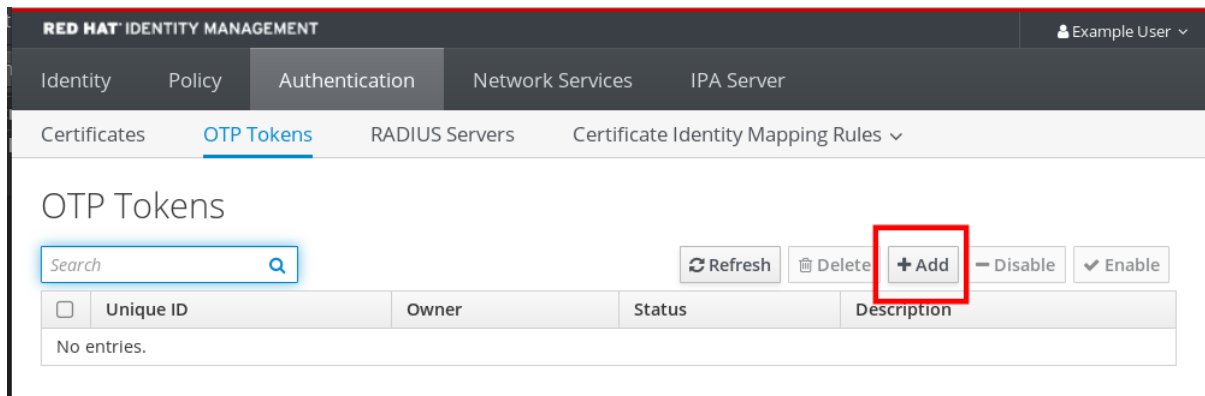 RED HAT IDENTITY MANAGEMENT Example User
Identity Policy Authentication Network Services IPA Server
Certificates OTP Tokens RADIUS Servers Certificate Identity Mapping Rules
OTP Tokens
Search Refresh Delete Add Disable Enable
Unique ID Owner Status Description
No entries.